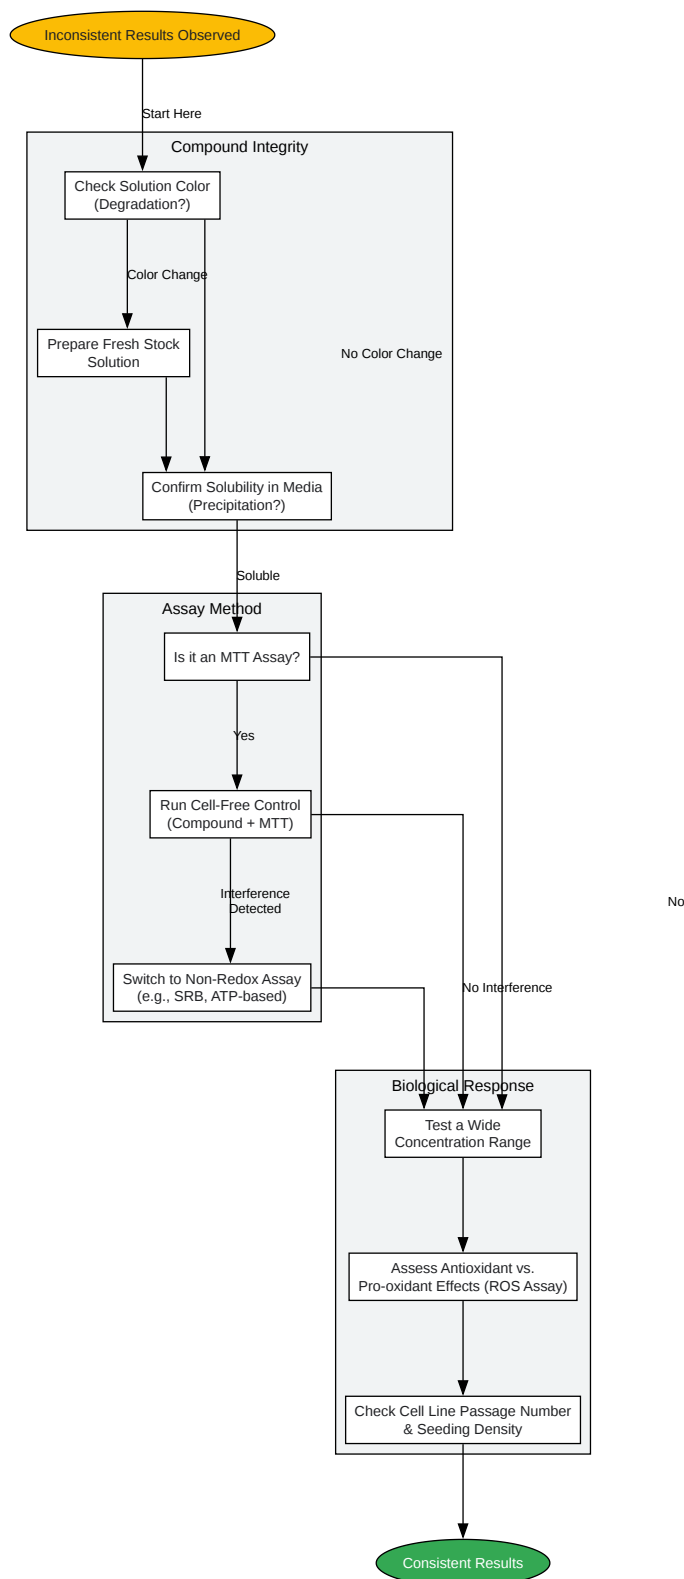 Inconsistent Results Observed
Start Here
Compound Integrity
Check Solution Color
(Degradation?)
Color Change
Prepare Fresh Stock
Solution
No Color Change
Confirm Solubility in Media
(Precipitation?)
Soluble
Assay Method
Is it an MTT Assay?
Yes
Run Cell-Free Control
(Compound + MTT)
Interference
Detected
No
Switch to Non-Redox Assay
(e.g., SRB, ATP-based)
No Interference
Biological Response
Test a Wide
Concentration Range
Assess Antioxidant vs.
Pro-oxidant Effects (ROS Assay)
Check Cell Line Passage Number
& Seeding Density
Consistent Results